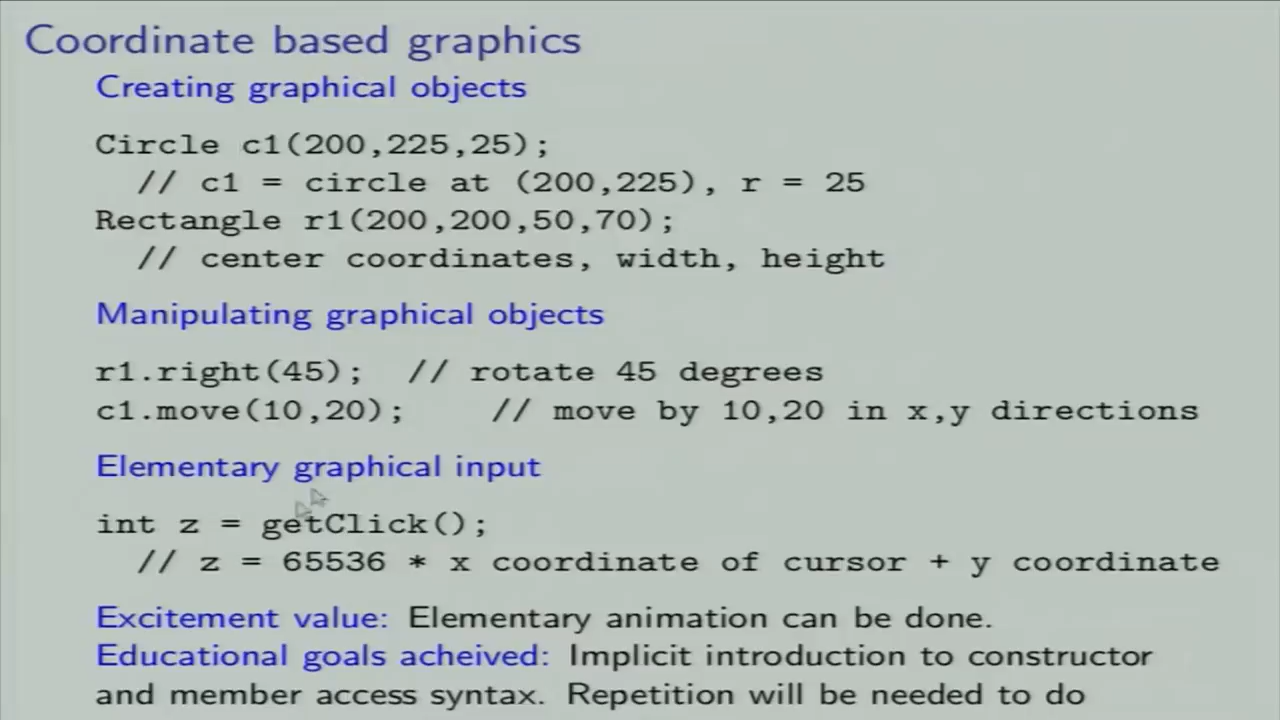 Coordinate based graphics
Creating graphical objects
Circle c1(200,225,25);
// c1 = circle at (200,225), r = 25
Rectangle r1(200,200,50,70);
// center coordinates, width, height
Manipulating graphical objects
r1.right(45); // rotate 45 degrees
c1.move(10,20); // move by 10,20 in x,y directions
Elementary graphical input
int z = getClick();
// z = 65536 * x coordinate of cursor + y coordinate
Excitement value: Elementary animation can be done.
Educational goals acheived: Implicit introduction to constructor
and member access syntax. Repetition will be needed to do